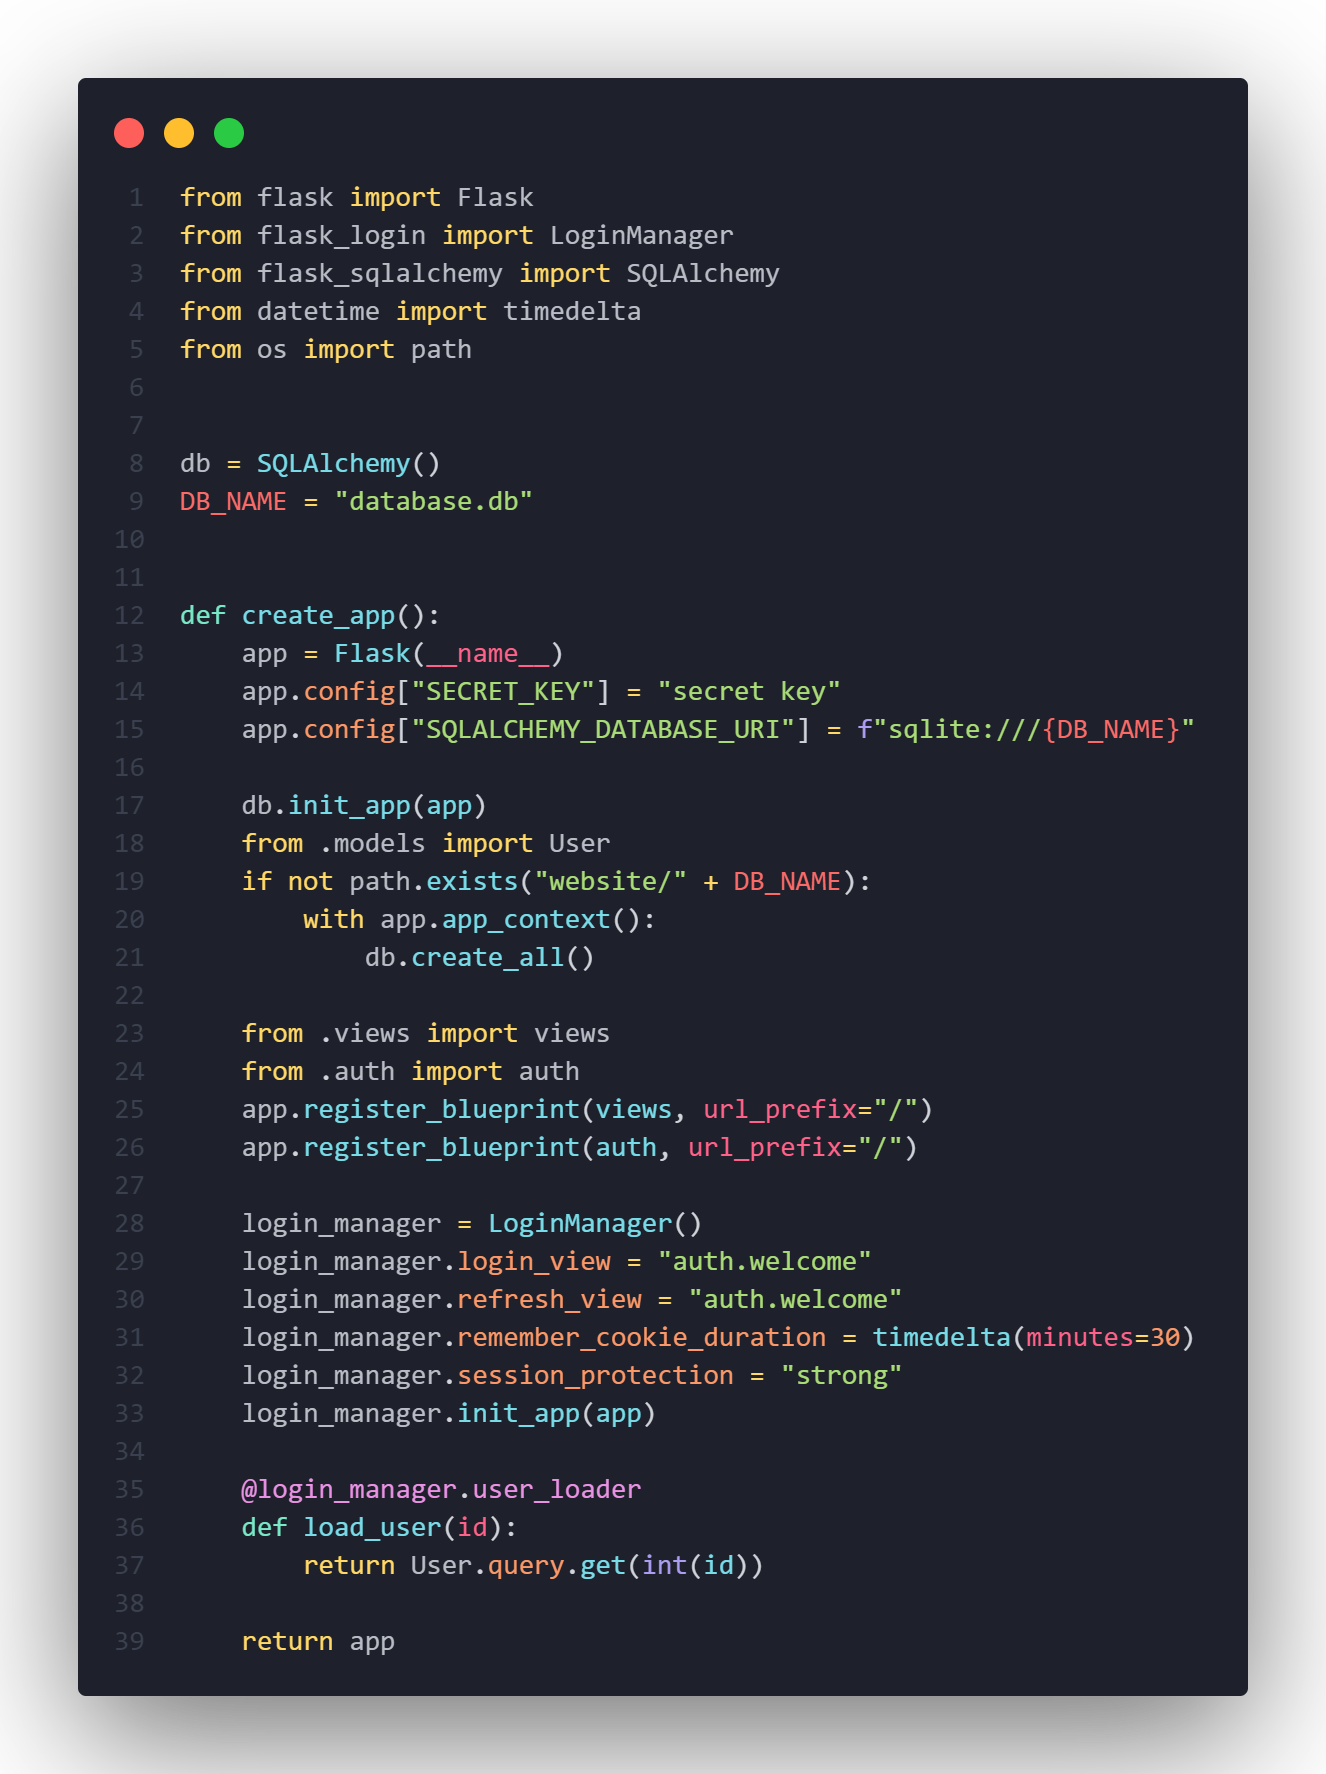 1 from flask import Flask
2 from flask_login import LoginManager
3 from flask_sqlalchemy import SQLAlchemy
4 from datetime import timedelta
5 from os import path
6
7
8 db = SQLAlchemy()
9 DB_NAME = "database.db"
10
11
12 def create_app():
13     app = Flask(__name__)
14     app.config["SECRET_KEY"] = "secret key"
15     app.config["SQLALCHEMY_DATABASE_URI"] = f"sqlite:///{DB_NAME}"
16
17     db.init_app(app)
18     from .models import User
19     if not path.exists("website/" + DB_NAME):
20         with app.app_context():
21             db.create_all()
22
23     from .views import views
24     from .auth import auth
25     app.register_blueprint(views, url_prefix="/")
26     app.register_blueprint(auth, url_prefix="/")
27
28     login_manager = LoginManager()
29     login_manager.login_view = "auth.welcome"
30     login_manager.refresh_view = "auth.welcome"
31     login_manager.remember_cookie_duration = timedelta(minutes=30)
32     login_manager.session_protection = "strong"
33     login_manager.init_app(app)
34
35     @login_manager.user_loader
36     def load_user(id):
37         return User.query.get(int(id))
38
39     return app